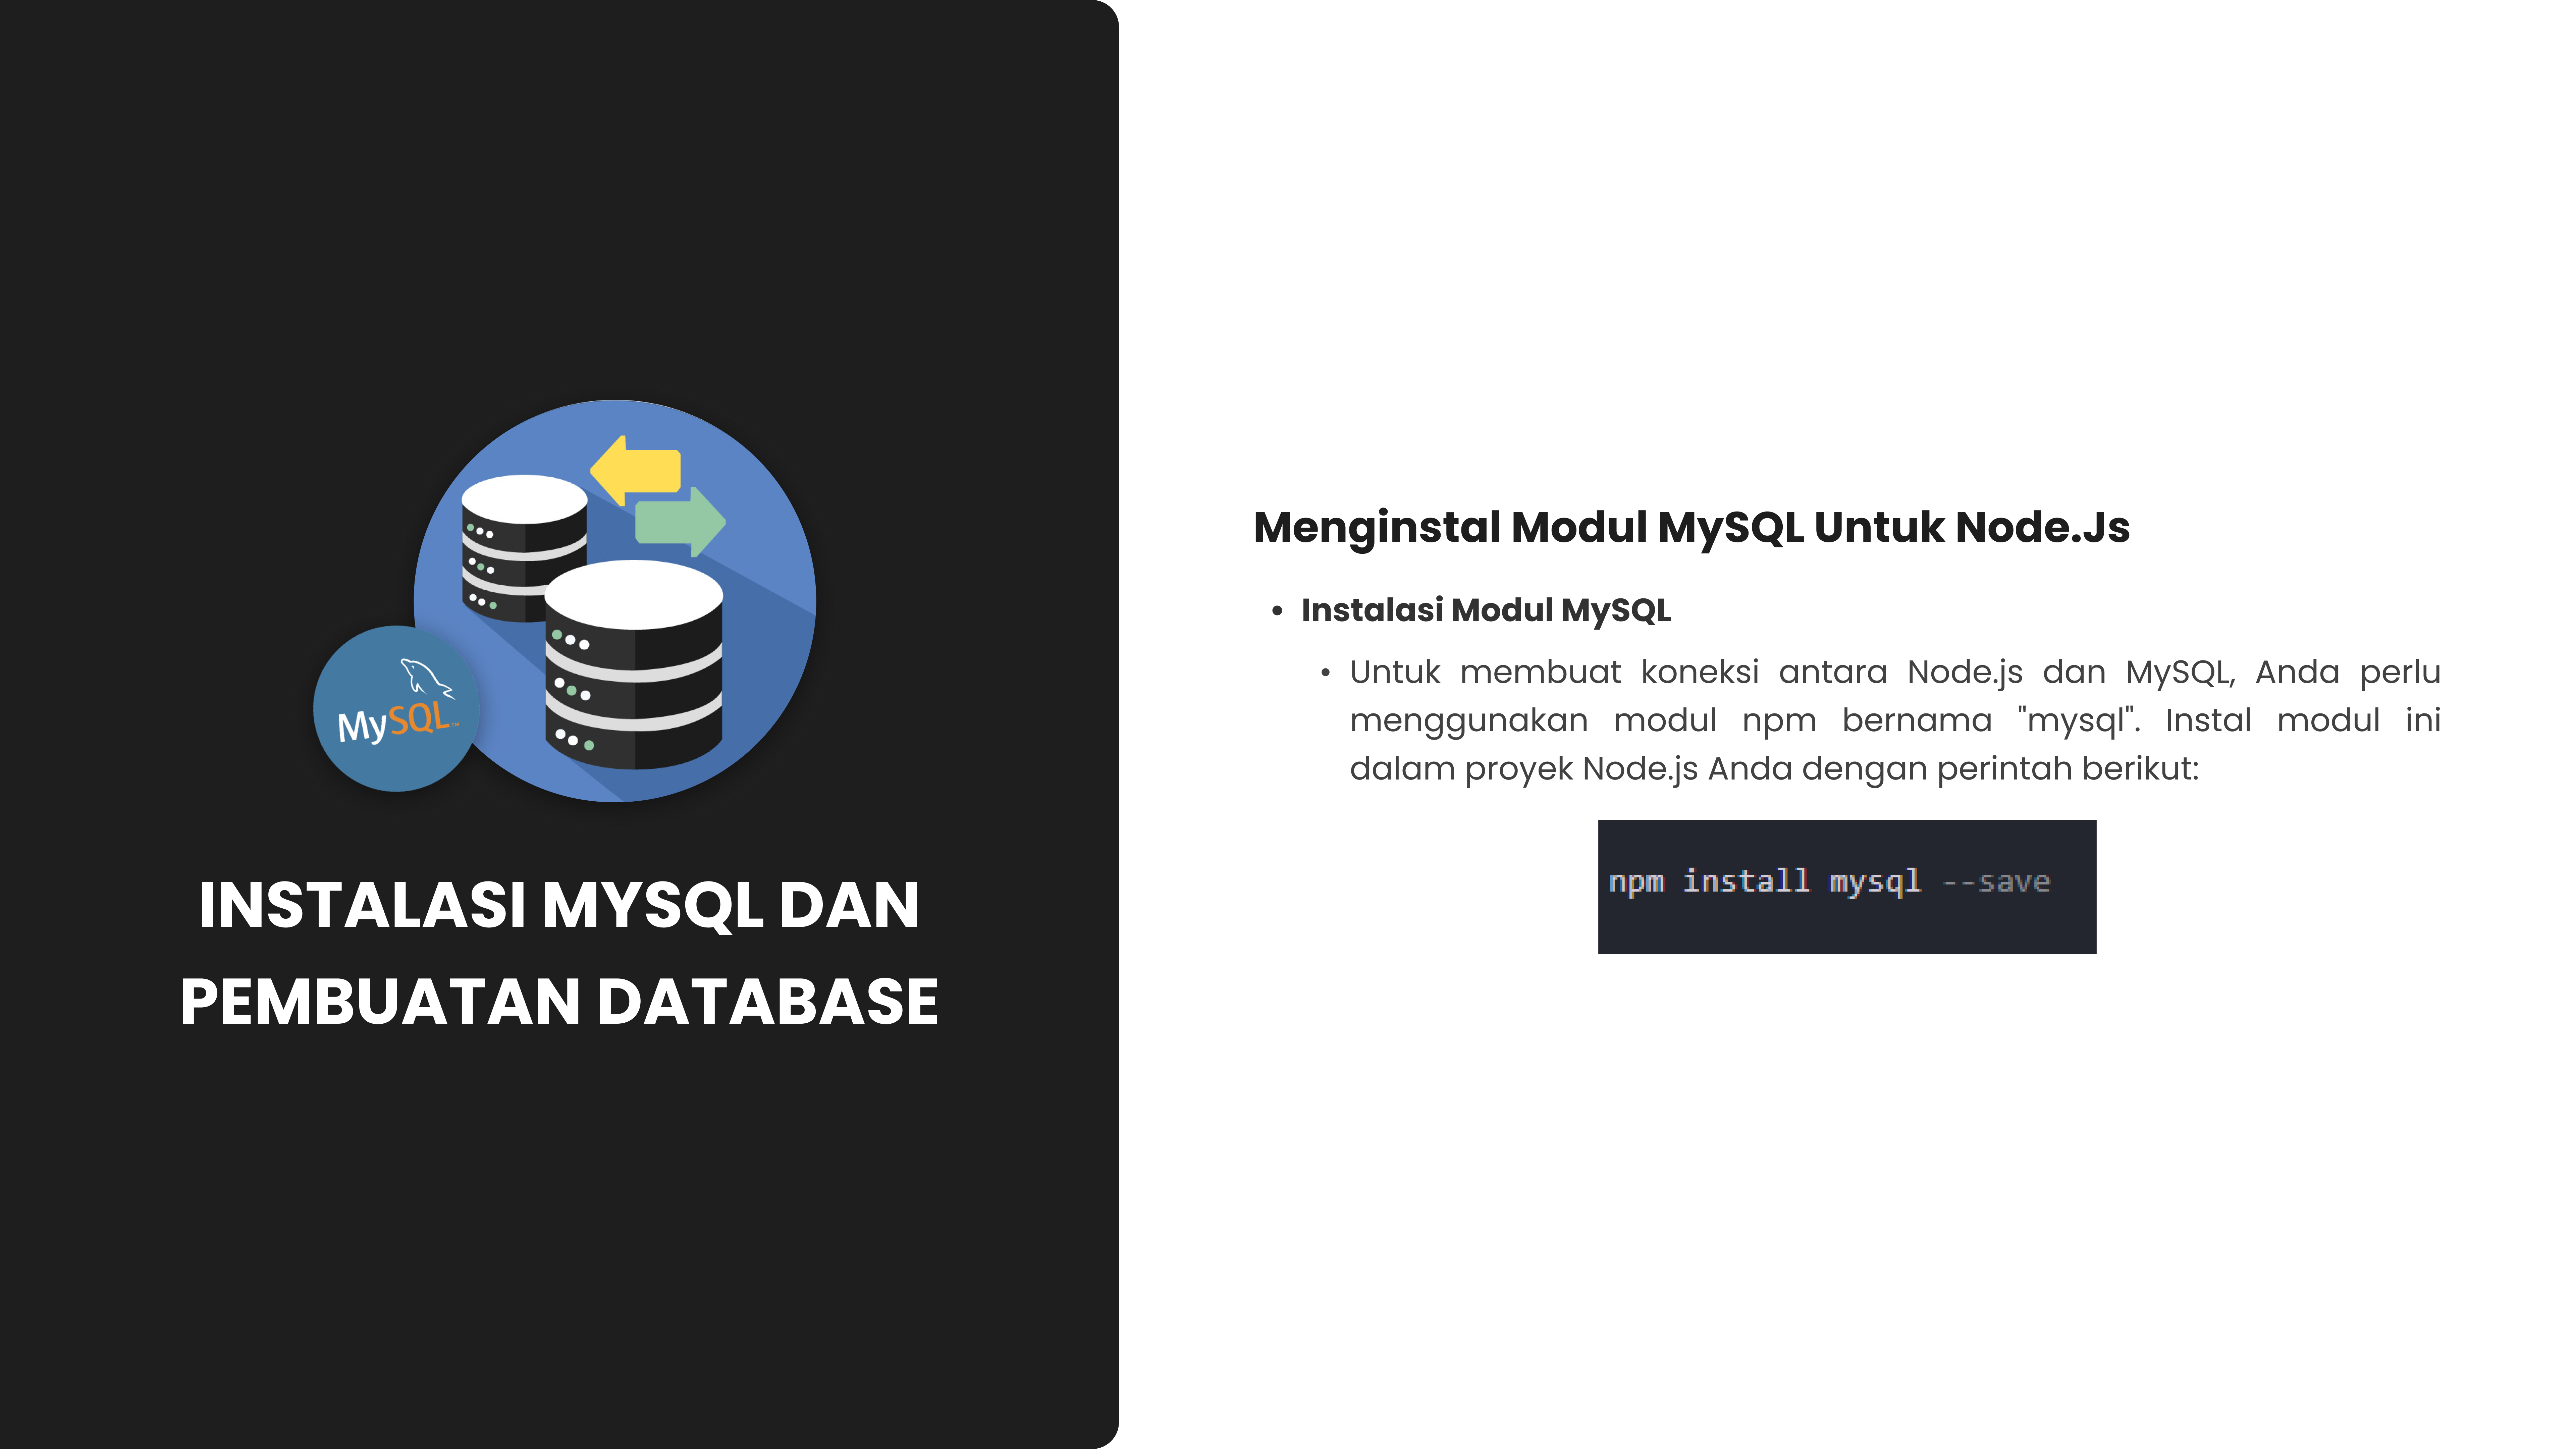 MySQL™
INSTALASI MYSQL DAN
PEMBUATAN DATABASE
Menginstal Modul MySQL Untuk Node.Js
• Instalasi Modul MySQL
• Untuk membuat koneksi antara Node.js dan MySQL, Anda perlu
menggunakan modul npm bernama "mysql". Instal modul ini
dalam proyek Node.js Anda dengan perintah berikut:
npm install mysql --save